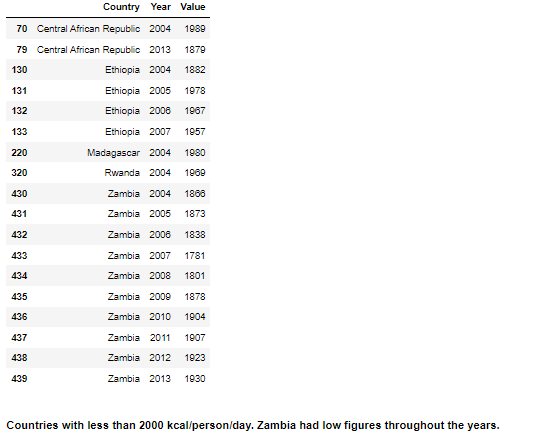 Country Year Value
70 Central African Republic 2004 1989
79 Central African Republic 2013 1879
130 Ethiopia 2004 1882
131 Ethiopia 2005 1978
132 Ethiopia 2006 1967
133 Ethiopia 2007 1957
220 Madagascar 2004 1980
320 Rwanda 2004 1969
430 Zambia 2004 1866
431 Zambia 2005 1873
432 Zambia 2006 1838
433 Zambia 2007 1781
434 Zambia 2008 1801
435 Zambia 2009 1878
436 Zambia 2010 1904
437 Zambia 2011 1907
438 Zambia 2012 1923
439 Zambia 2013 1930
Countries with less than 2000 kcal/person/day. Zambia had low figures throughout the years.